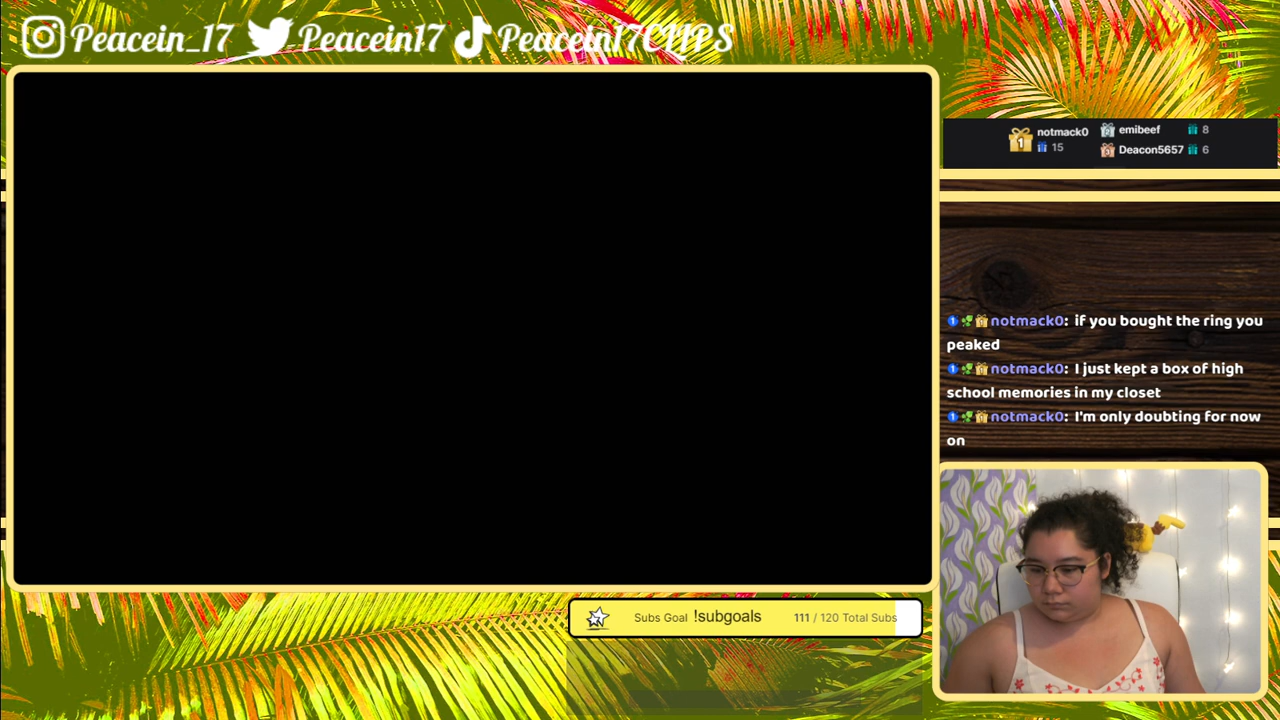 Peacein_17 Peacein17 Peacein17CliPS
1 notmack0 15
emibeef 8
Deacon5657 6
notmack0: if you bought the ring you
peaked
notmack0: I just kept a box of high
school memories in my closet
notmack0: I'm only doubting for now
on
Subs Goal !subgoals 111 / 120 Total Subs